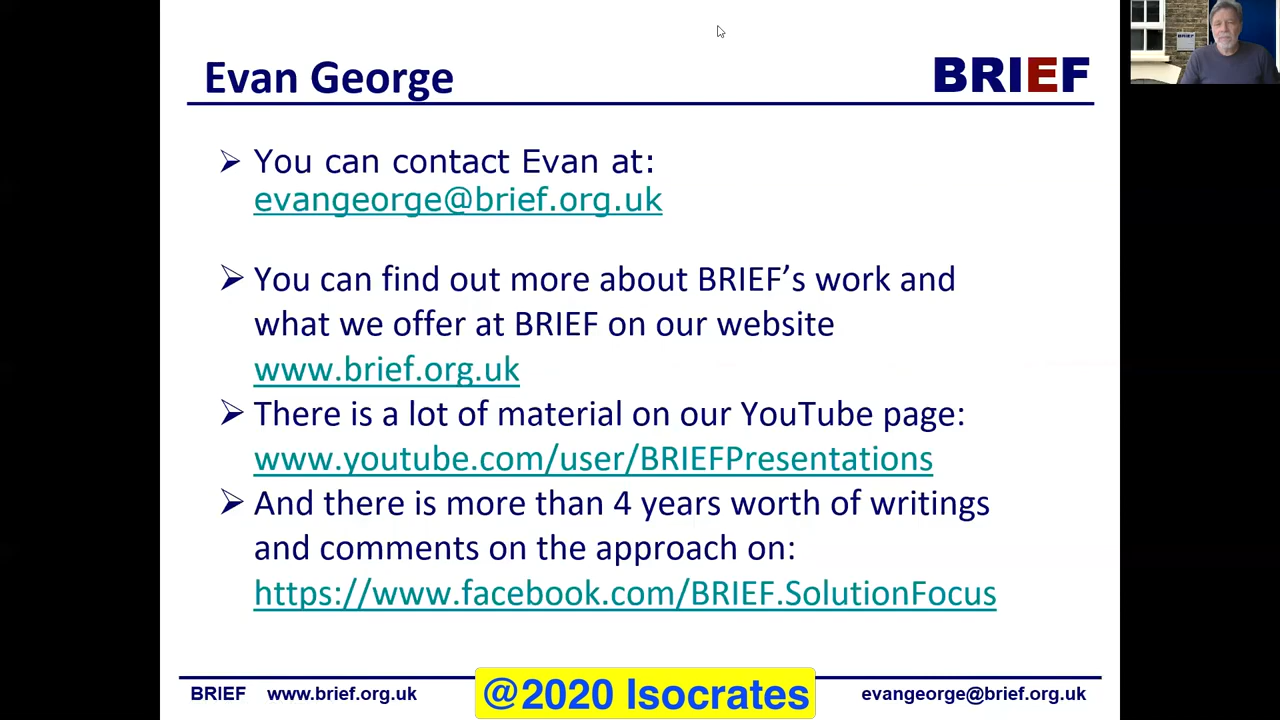 Evan George
BRIEF
You can contact Evan at:
evangeorge@brief.org.uk
You can find out more about BRIEF’s work and
what we offer at BRIEF on our website
www.brief.org.uk
There is a lot of material on our YouTube page:
www.youtube.com/user/BRIEFPresentations
And there is more than 4 years worth of writings
and comments on the approach on:
https://www.facebook.com/BRIEF.SolutionFocus
BRIEF www.brief.org.uk
@2020 Isocrates
evangeorge@brief.org.uk
BRIEF